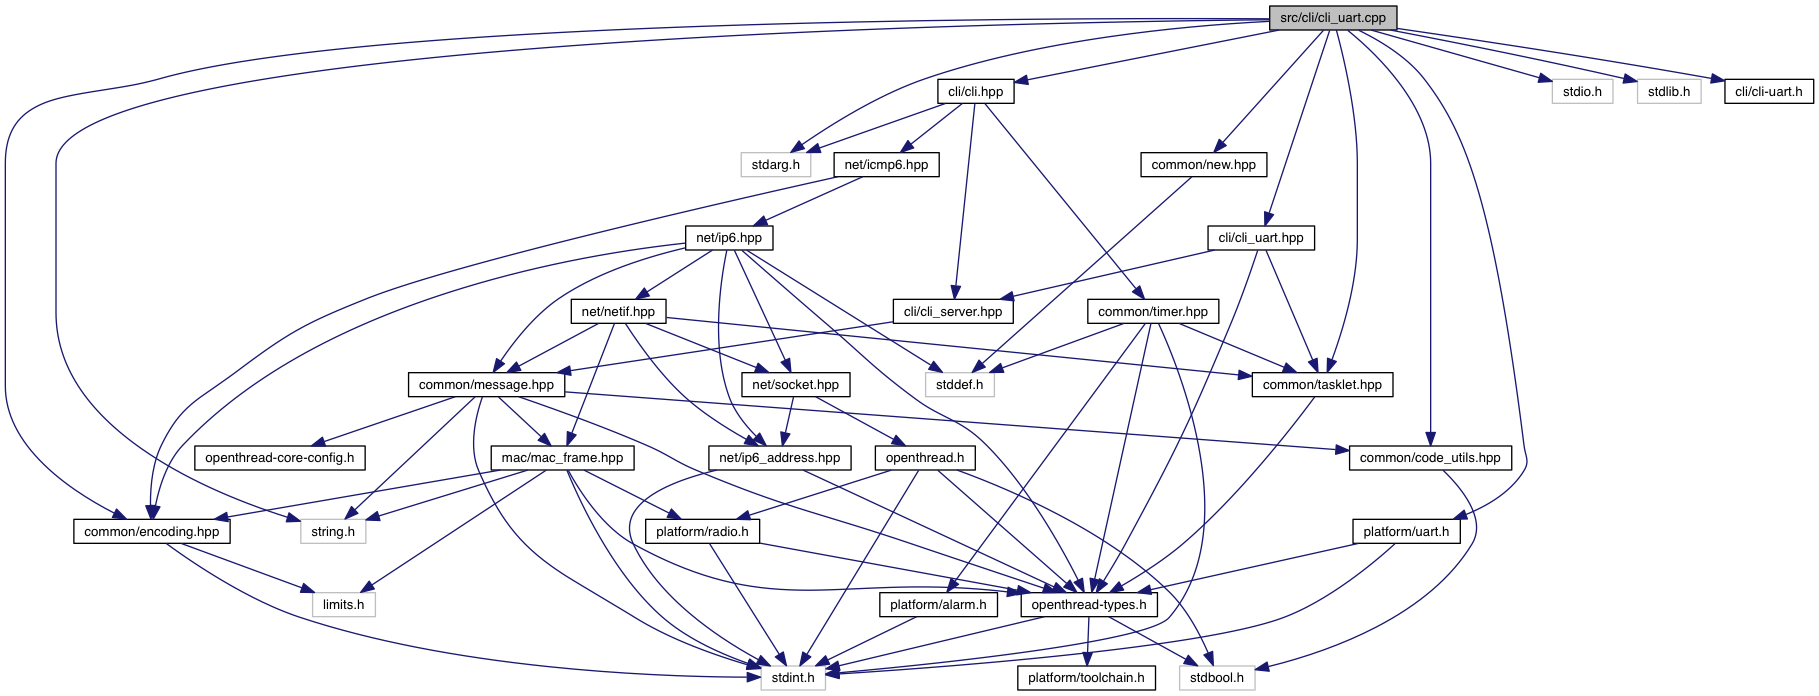 src/cli/cli_uart.cpp
cli/cli.hpp
stdio.h
stdlib.h
cli/cli-uart.h
stdarg.h
net/icmp6.hpp
common/new.hpp
net/ip6.hpp
cli/cli_uart.hpp
net/netif.hpp
cli/cli_server.hpp
common/timer.hpp
common/message.hpp
net/socket.hpp
stddef.h
common/tasklet.hpp
openthread-core-config.h
mac/mac_frame.hpp
net/ip6_address.hpp
openthread.h
common/code_utils.hpp
common/encoding.hpp
string.h
platform/radio.h
platform/uart.h
limits.h
platform/alarm.h
openthread-types.h
stdint.h
platform/toolchain.h
stdbool.h